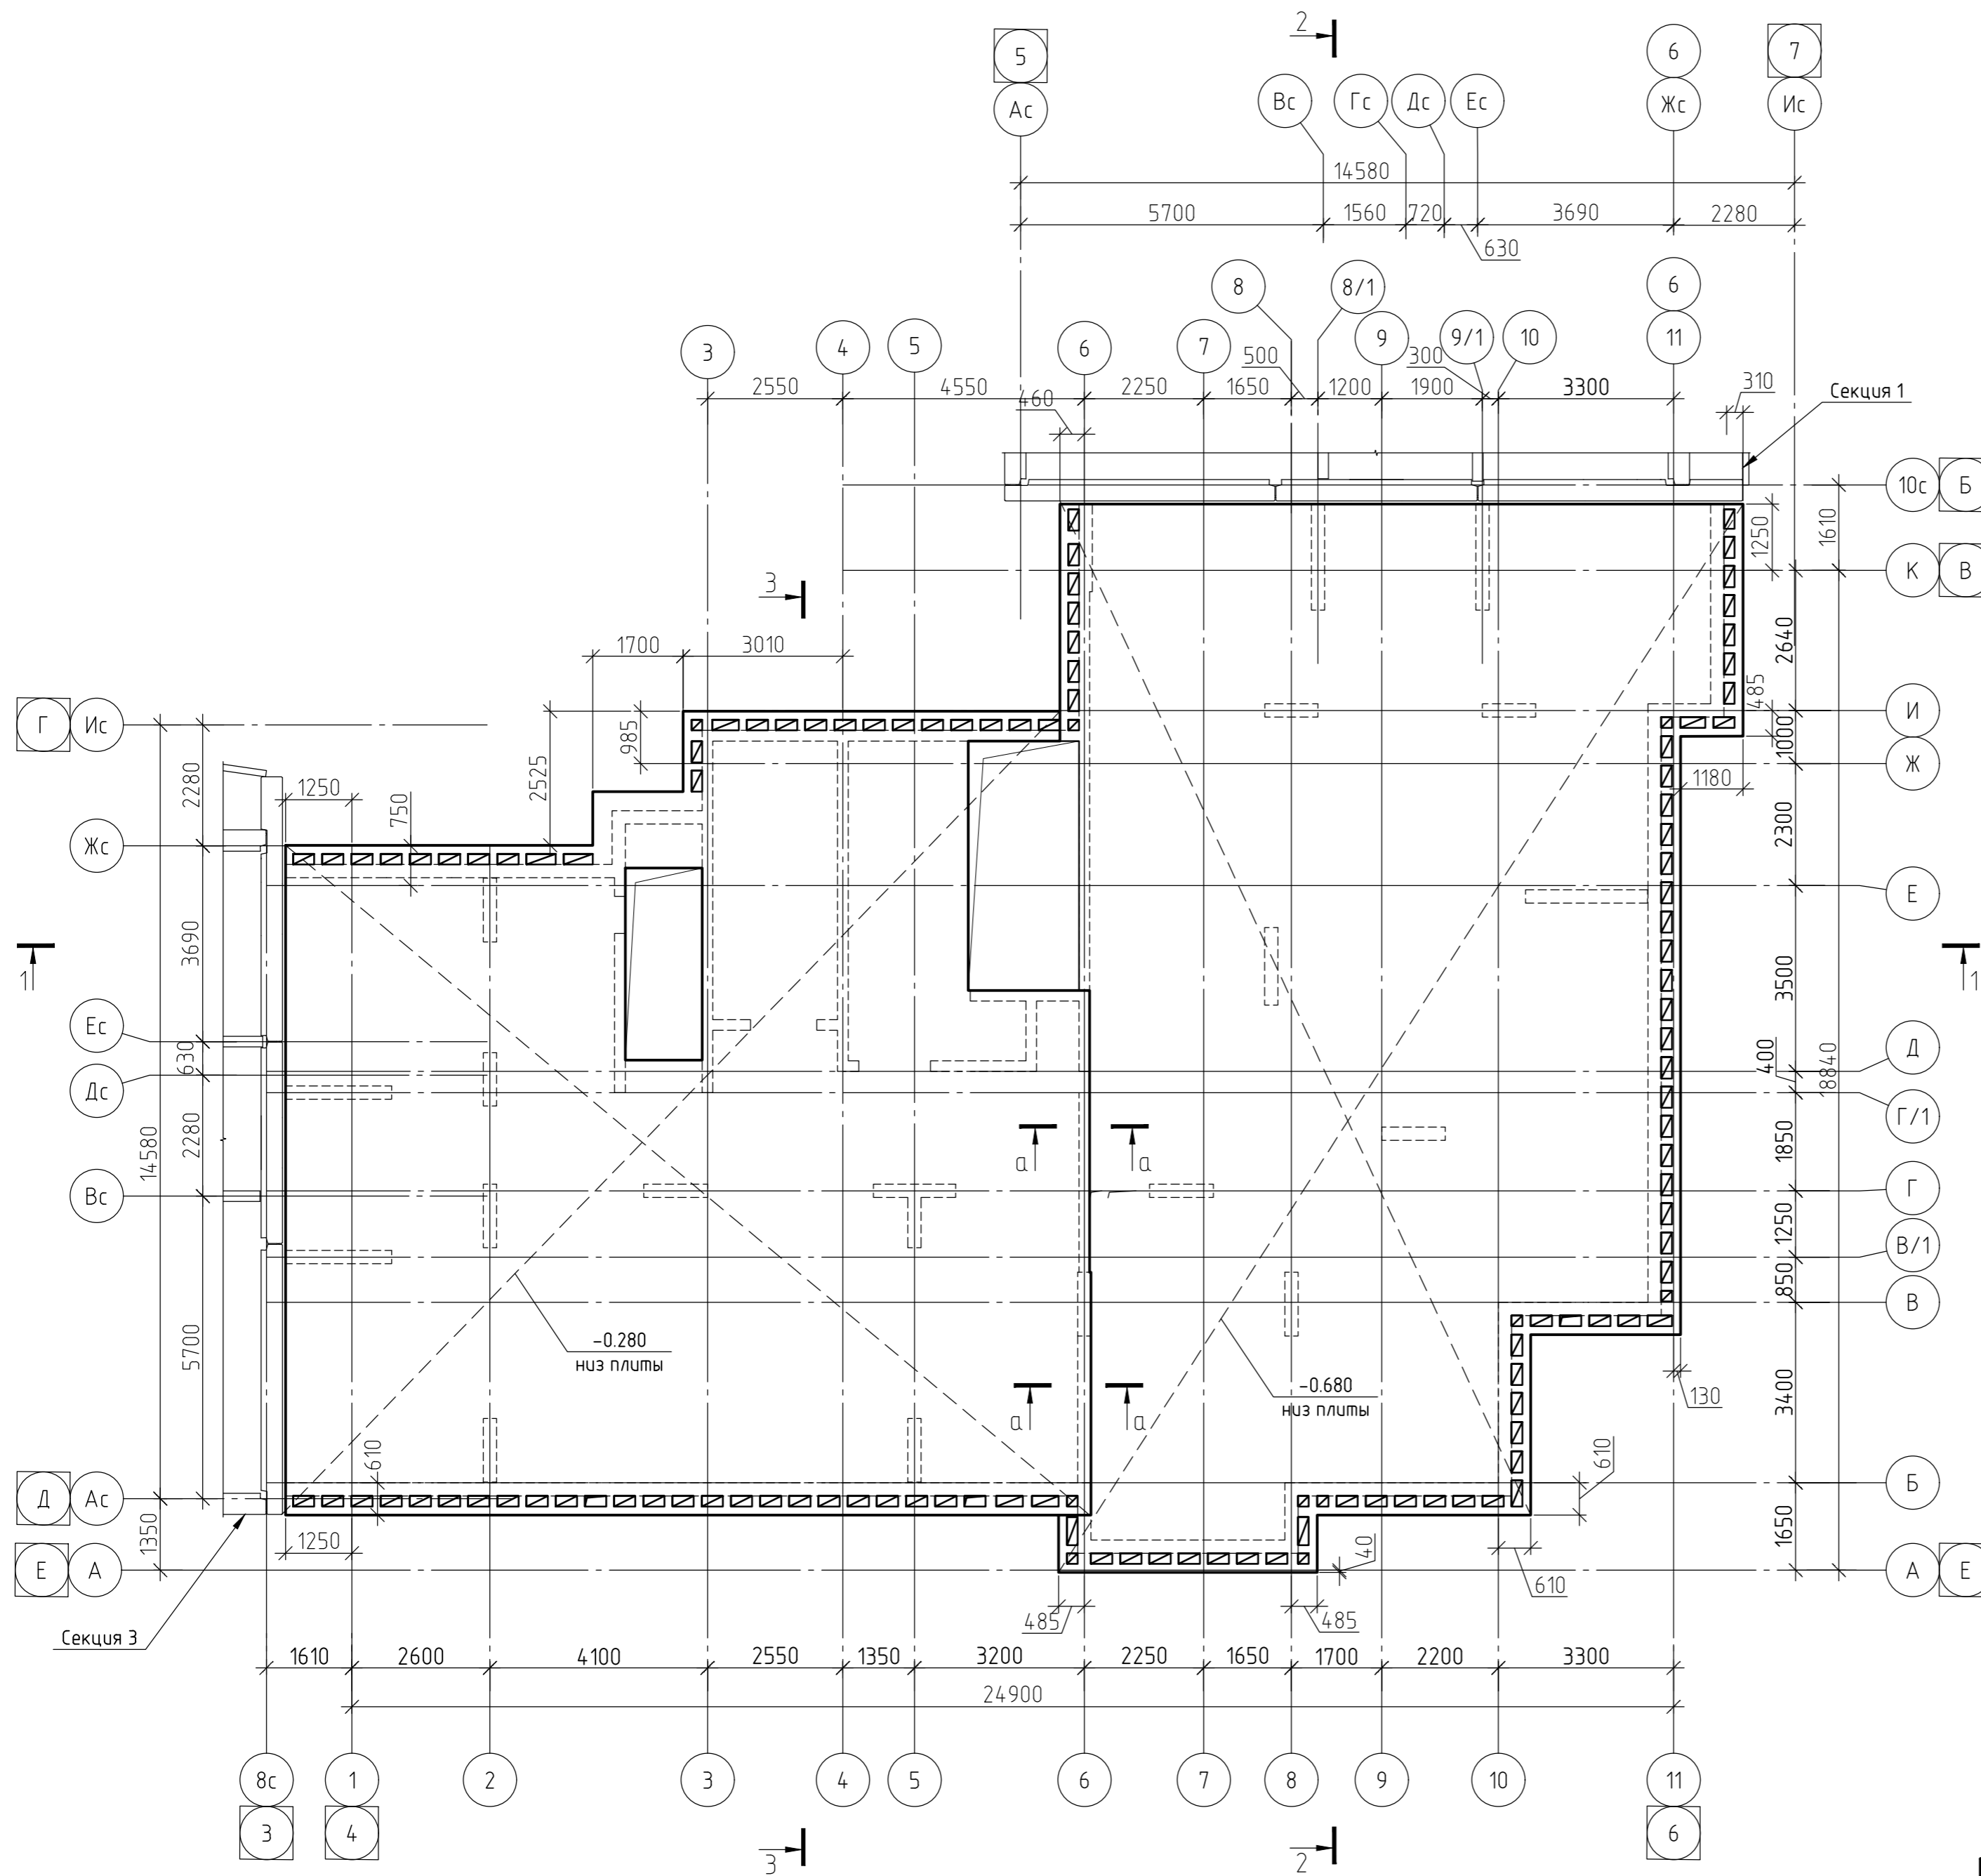 2
5
6
7
Ас
Вс
Гс
Дс
Ес
Жс
Ис
14580
5700
1560
720
3690
2280
630
8
8/1
6
3
4
5
6
7
9
9/1
10
11
500
300
2550
4550
2250
1650
1200
1900
3300
310
460
Секция 1
10с
Б
1250
1610
К
В
3
1700
3010
2640
485
Г
Ис
И
985
1000
2525
Ж
2280
1250
750
1180
2300
Жс
Е
3690
1
1
3500
Ес
630
Д
400
18840
Дс
Г/1
14580
2280
1850
а
а
Вс
Г
1250
В/1
850
В
5700
-0.280
низ плиты
-0.680
низ плиты
130
3400
а
а
610
610
Д
Ас
Б
1350
1250
40
1650
Е
А
А
Е
610
485
485
Секция 3
1610
2600
4100
2550
1350
3200
2250
1650
1700
2200
3300
24900
8с
1
2
3
4
5
6
7
8
9
10
11
3
4
6
3
2